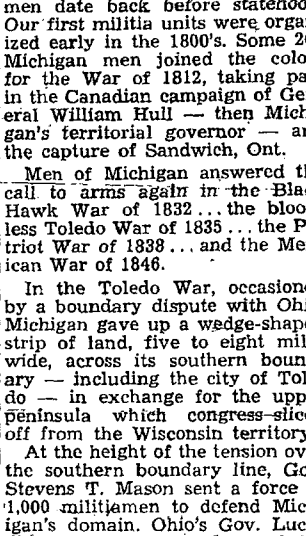 men date back before stateho
Our first militia units were orga
ized early in the 1800's. Some 2
Michigan men joined the colo
for the War of 1812, taking pa
in the Canadian campaign of Ge
eral William Hull — then Mich
gan's territorial governor — a
the capture of Sandwich, Ont.
Men of Michigan answered t
call to arms again in the Bla
Hawk War of 1832 . . . the bloo
less Toledo War of 1835 . . . the P
triot War of 1838 . . . and the Me
ican War of 1846.
In the Toledo War, occasion
by a boundary dispute with Ohi
Michigan gave up a wedge-shap
strip of land, five to eight mil
wide, across its southern boun
ary — including the city of Tol
do — in exchange for the upp
peninsula which congress slic
off from the Wisconsin territory
At the height of the tension ov
the southern boundary line, Go
Stevens T. Mason sent a force
1,000 militiamen to defend Mic
igan's domain. Ohio's Gov. Luc